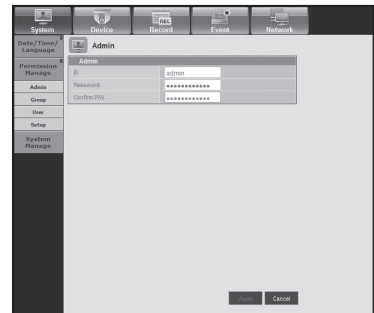 System Device Record Event Network
REC
Date/Time/
Language
Permission
Manage
Admin
Group
User
Setup
System
Manage
Admin
Admin
ID admin
Password ●●●●●●●●●●●●
Confirm P/W ●●●●●●●●●●●●
Apply Cancel